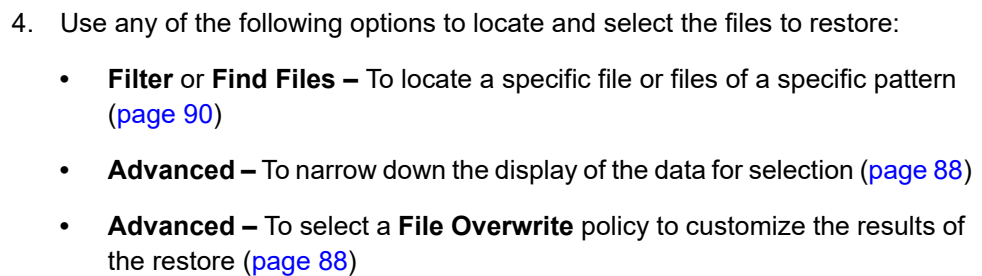 4. Use any of the following options to locate and select the files to restore:
• Filter or Find Files – To locate a specific file or files of a specific pattern
(page 90)
• Advanced – To narrow down the display of the data for selection (page 88)
• Advanced – To select a File Overwrite policy to customize the results of
the restore (page 88)